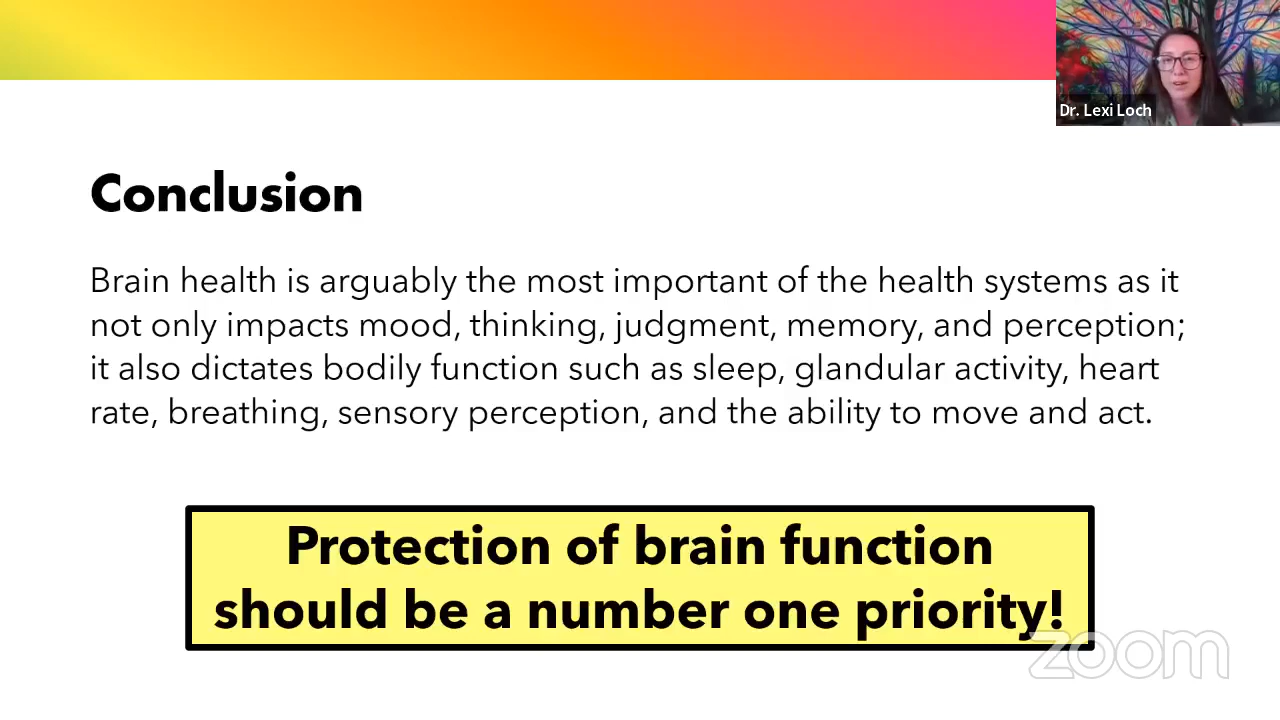 Dr. Lexi Loch
Conclusion
Brain health is arguably the most important of the health systems as it
not only impacts mood, thinking, judgment, memory, and perception;
it also dictates bodily function such as sleep, glandular activity, heart
rate, breathing, sensory perception, and the ability to move and act.
Protection of brain function
should be a number one priority!
zoom